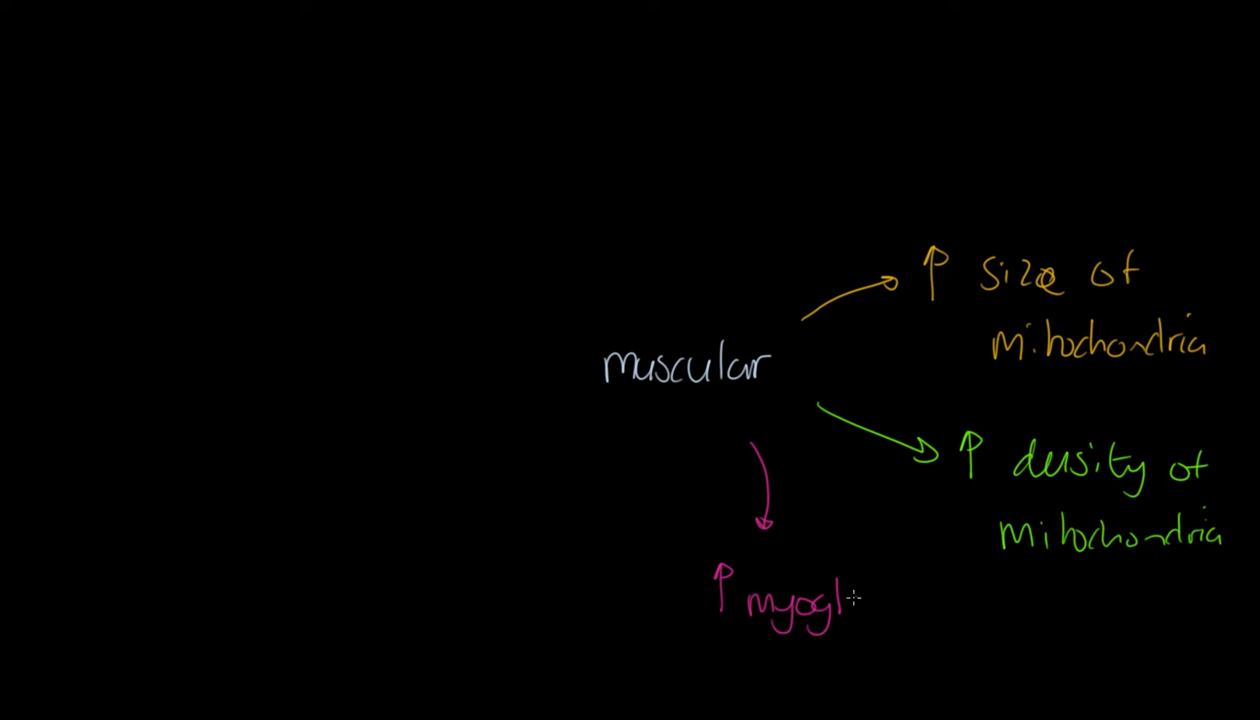 ↑ size of
mitochondria
muscular
↑ density of
mitochondria
↑ myogl